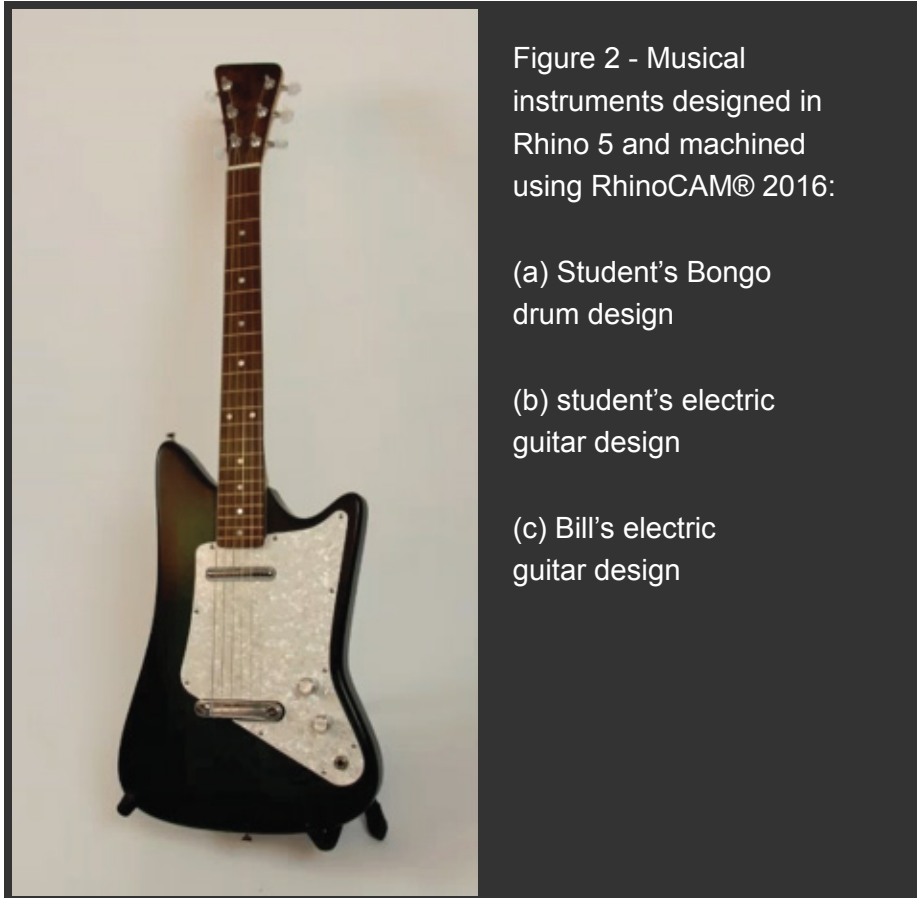 Figure 2 - Musical
instruments designed in
Rhino 5 and machined
using RhinoCAM® 2016:
(a) Student’s Bongo
drum design
(b) student’s electric
guitar design
(c) Bill’s electric
guitar design